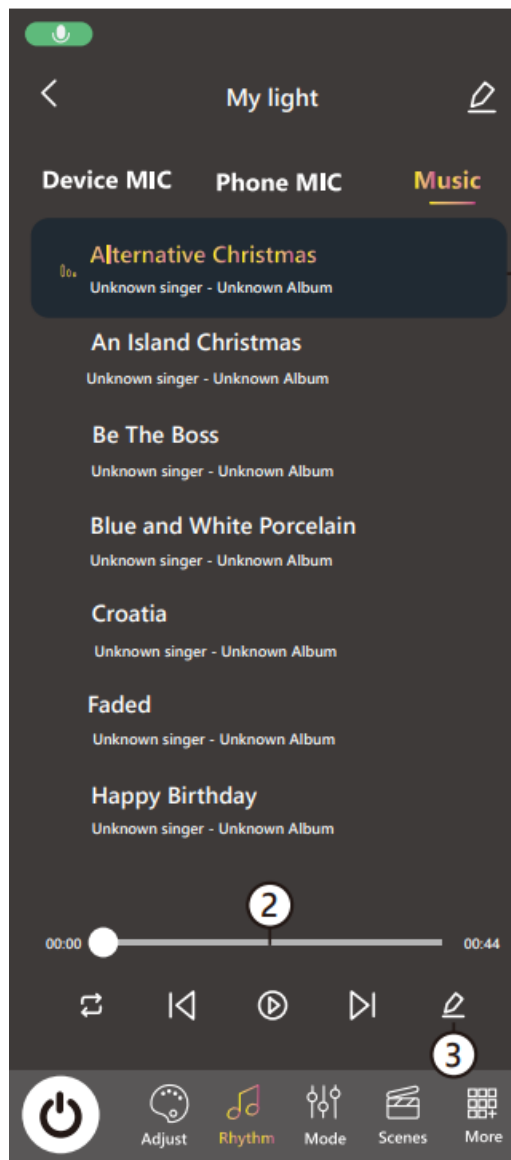 My light
Device MIC Phone MIC Music
Alternative Christmas
Unknown singer - Unknown Album
An Island Christmas
Unknown singer - Unknown Album
Be The Boss
Unknown singer - Unknown Album
Blue and White Porcelain
Unknown singer - Unknown Album
Croatia
Unknown singer - Unknown Album
Faded
Unknown singer - Unknown Album
Happy Birthday
Unknown singer - Unknown Album
2
00:00 00:44
3
Adjust Rhythm Mode Scenes More